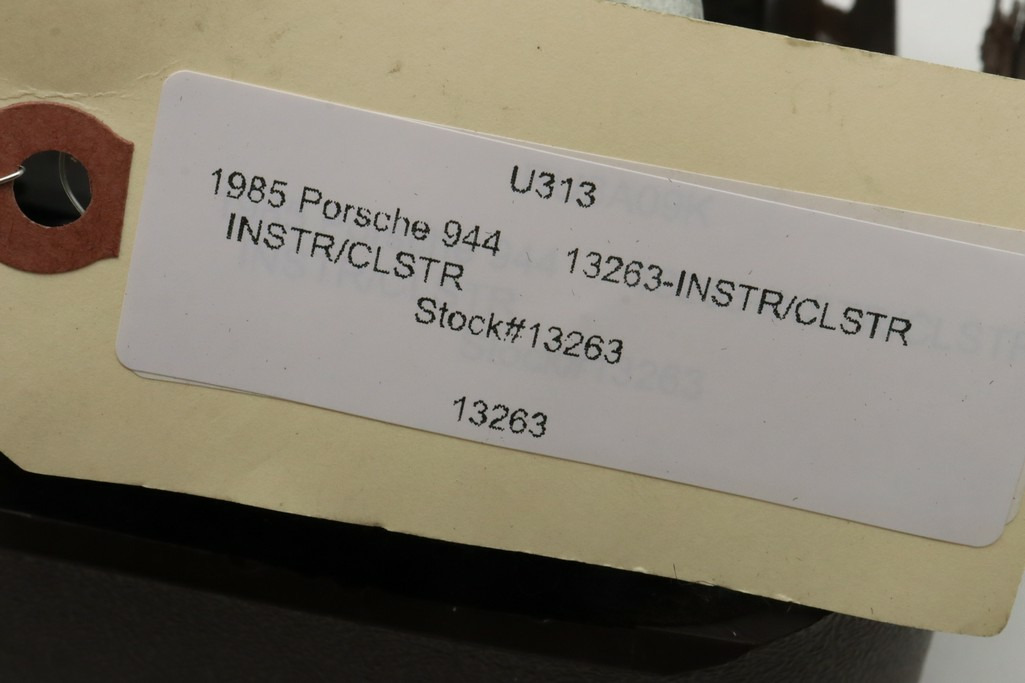 U313
1985 Porsche 944 13263-INSTR/CLSTR
INSTR/CLSTR
Stock#13263
13263